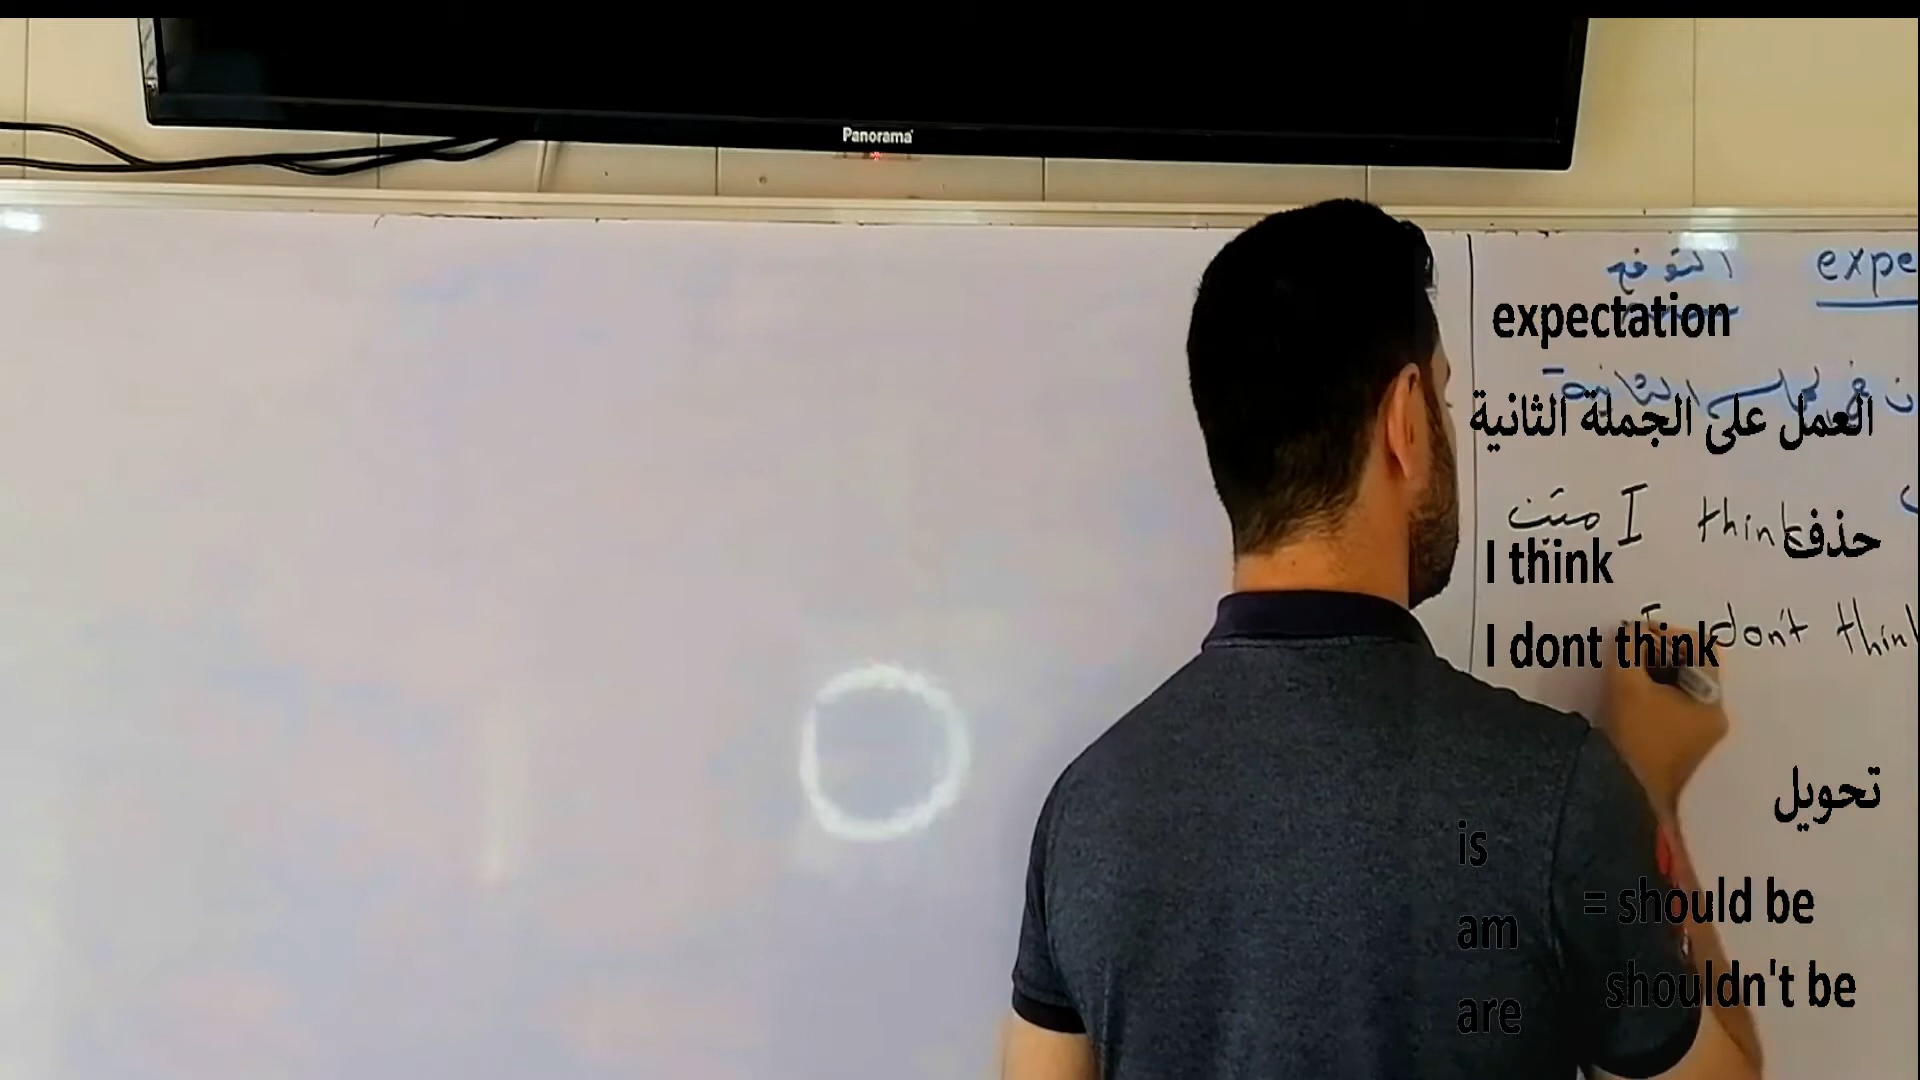 Panorama
التوقع expe
expectation
العمل على الجملة الثانية
I think
حذف
I think
don't think
I dont think
تحويل
is
am
are
= should be
shouldn't be